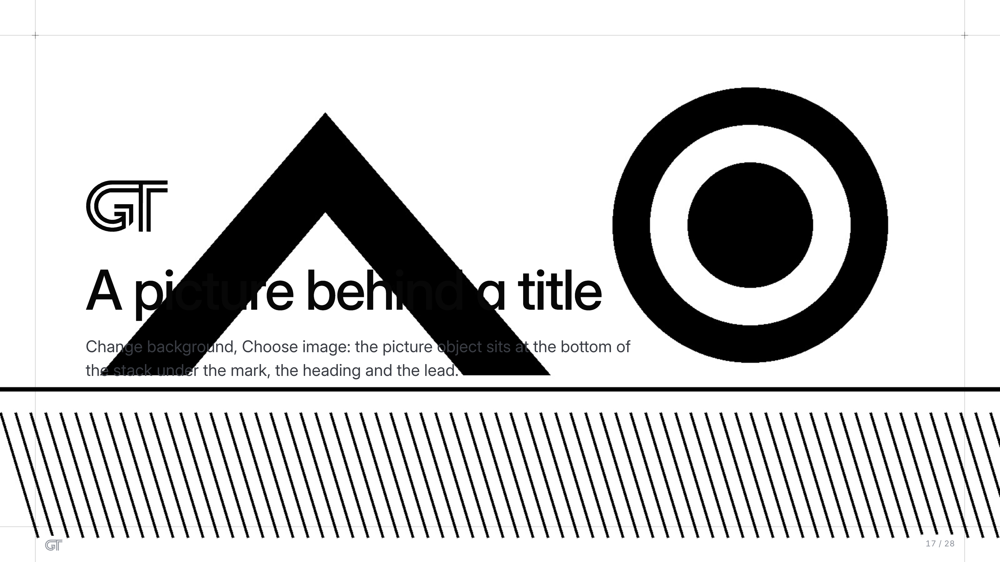 GT
A picture behind a title
Change background, Choose image: the picture object sits at the bottom of
the stack under the mark, the heading and the lead.
GT
17 / 28